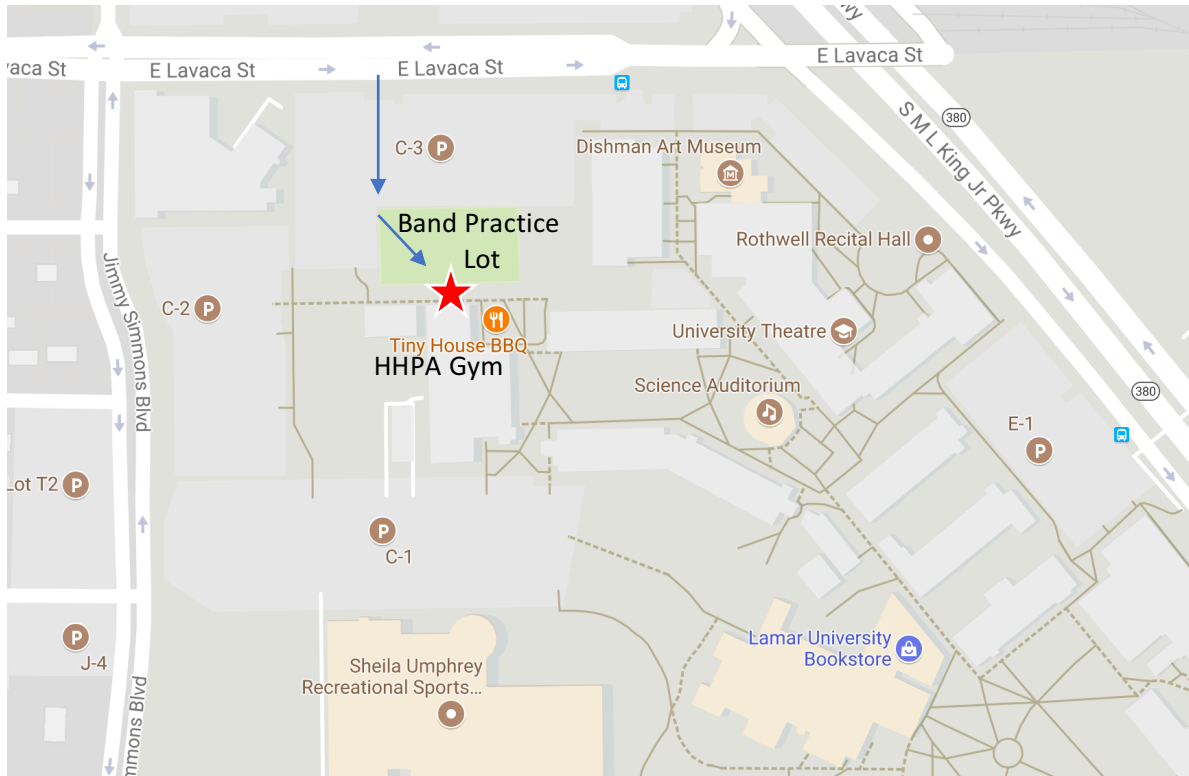 wy
wy
vaca St
E Lavaca St
E Lavaca St
E Lavaca St
380
S M L King Jr Pkwy
C-3 P
Dishman Art Museum
M
Band Practice
Lot
Rothwell Recital Hall
Jimmy Simmons Blvd
C-2 P
University Theatre
Tiny House BBQ
HHPA Gym
Science Auditorium
380
E-1
P
Lot T2 P
P
C-1
P
J-4
Lamar University
Bookstore
Sheila Umphrey
Recreational Sports...
mmons Blvd